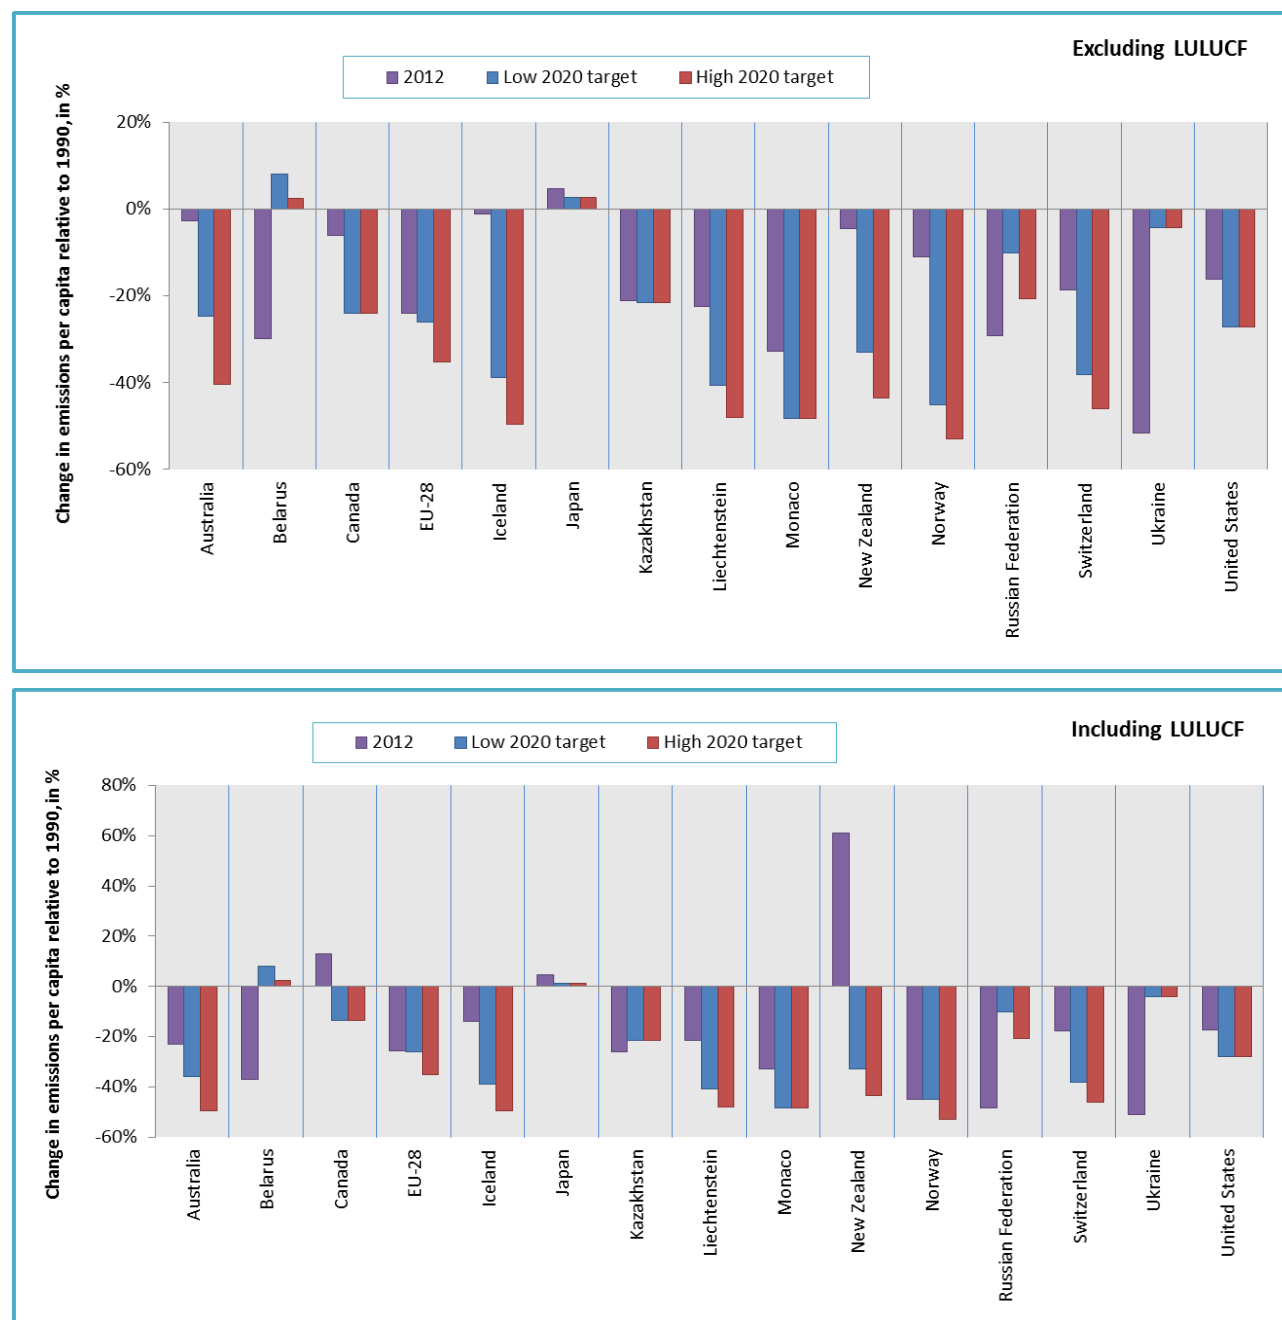 Excluding LULUCF
2012 Low 2020 target High 2020 target
Change in emissions per capita relative to 1990, in %
20%
0%
-20%
-40%
-60%
Australia
Belarus
Canada
EU-28
Iceland
Japan
Kazakhstan
Liechtenstein
Monaco
New Zealand
Norway
Russian Federation
Switzerland
Ukraine
United States
Including LULUCF
2012 Low 2020 target High 2020 target
Change in emissions per capita relative to 1990, in %
80%
60%
40%
20%
0%
-20%
-40%
-60%
Australia
Belarus
Canada
EU-28
Iceland
Japan
Kazakhstan
Liechtenstein
Monaco
New Zealand
Norway
Russian Federation
Switzerland
Ukraine
United States